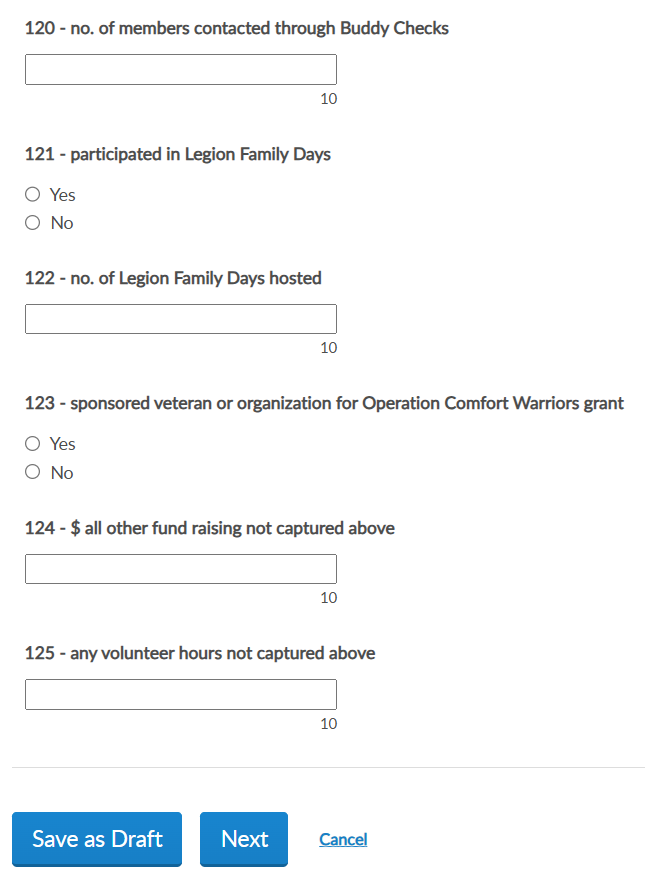 120 - no. of members contacted through Buddy Checks
10
121 - participated in Legion Family Days
Yes
No
122 - no. of Legion Family Days hosted
10
123 - sponsored veteran or organization for Operation Comfort Warriors grant
Yes
No
124 - $ all other fund raising not captured above
10
125 - any volunteer hours not captured above
10
Save as Draft Next Cancel